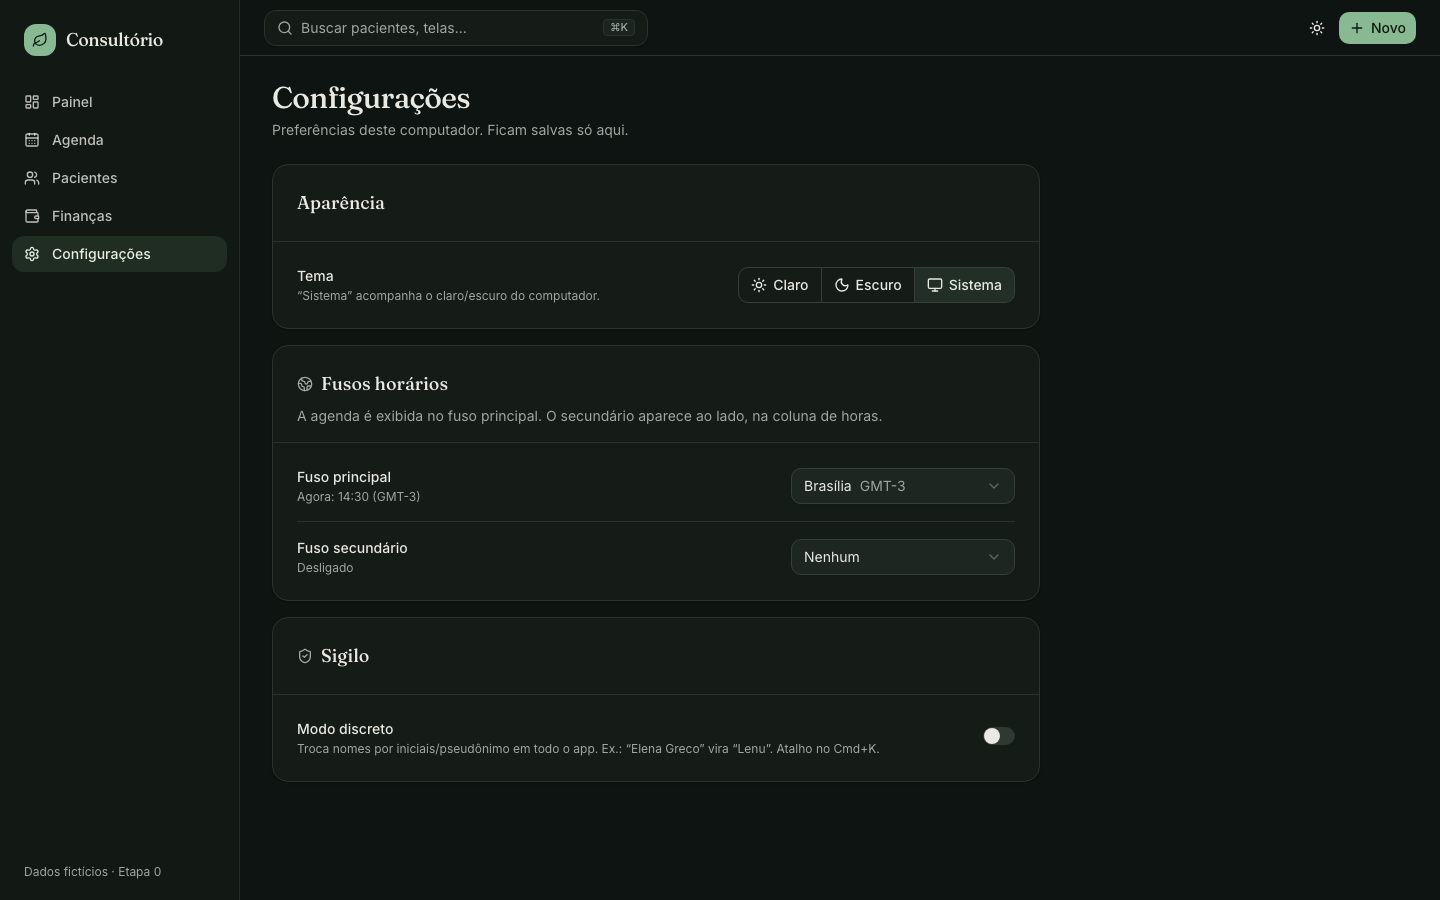 Consultório
Buscar pacientes, telas...
⌘K
Novo
Painel
Agenda
Pacientes
Finanças
Configurações
Configurações
Preferências deste computador. Ficam salvas só aqui.
Aparência
Tema
“Sistema” acompanha o claro/escuro do computador.
Claro
Escuro
Sistema
Fusos horários
A agenda é exibida no fuso principal. O secundário aparece ao lado, na coluna de horas.
Fuso principal
Agora: 14:30 (GMT-3)
Brasília GMT-3
Fuso secundário
Desligado
Nenhum
Sigilo
Modo discreto
Troca nomes por iniciais/pseudônimo em todo o app. Ex.: “Elena Greco” vira “Lenu”. Atalho no Cmd+K.
Dados fictícios · Etapa 0